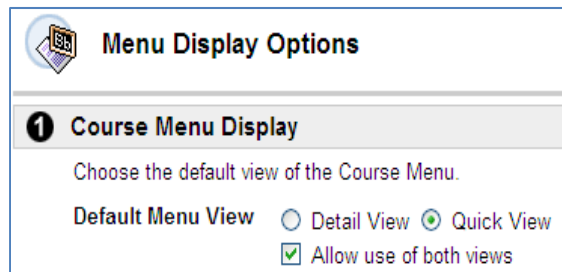 Bb
Menu Display Options
1 Course Menu Display
Choose the default view of the Course Menu.
Default Menu View Detail View Quick View
Allow use of both views